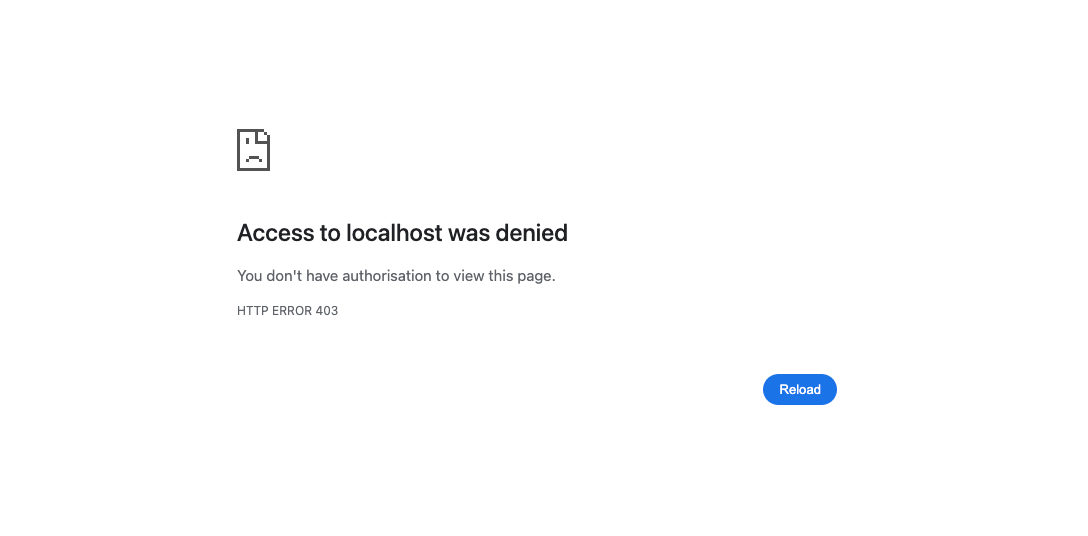 Access to localhost was denied
You don't have authorisation to view this page.
HTTP ERROR 403
Reload